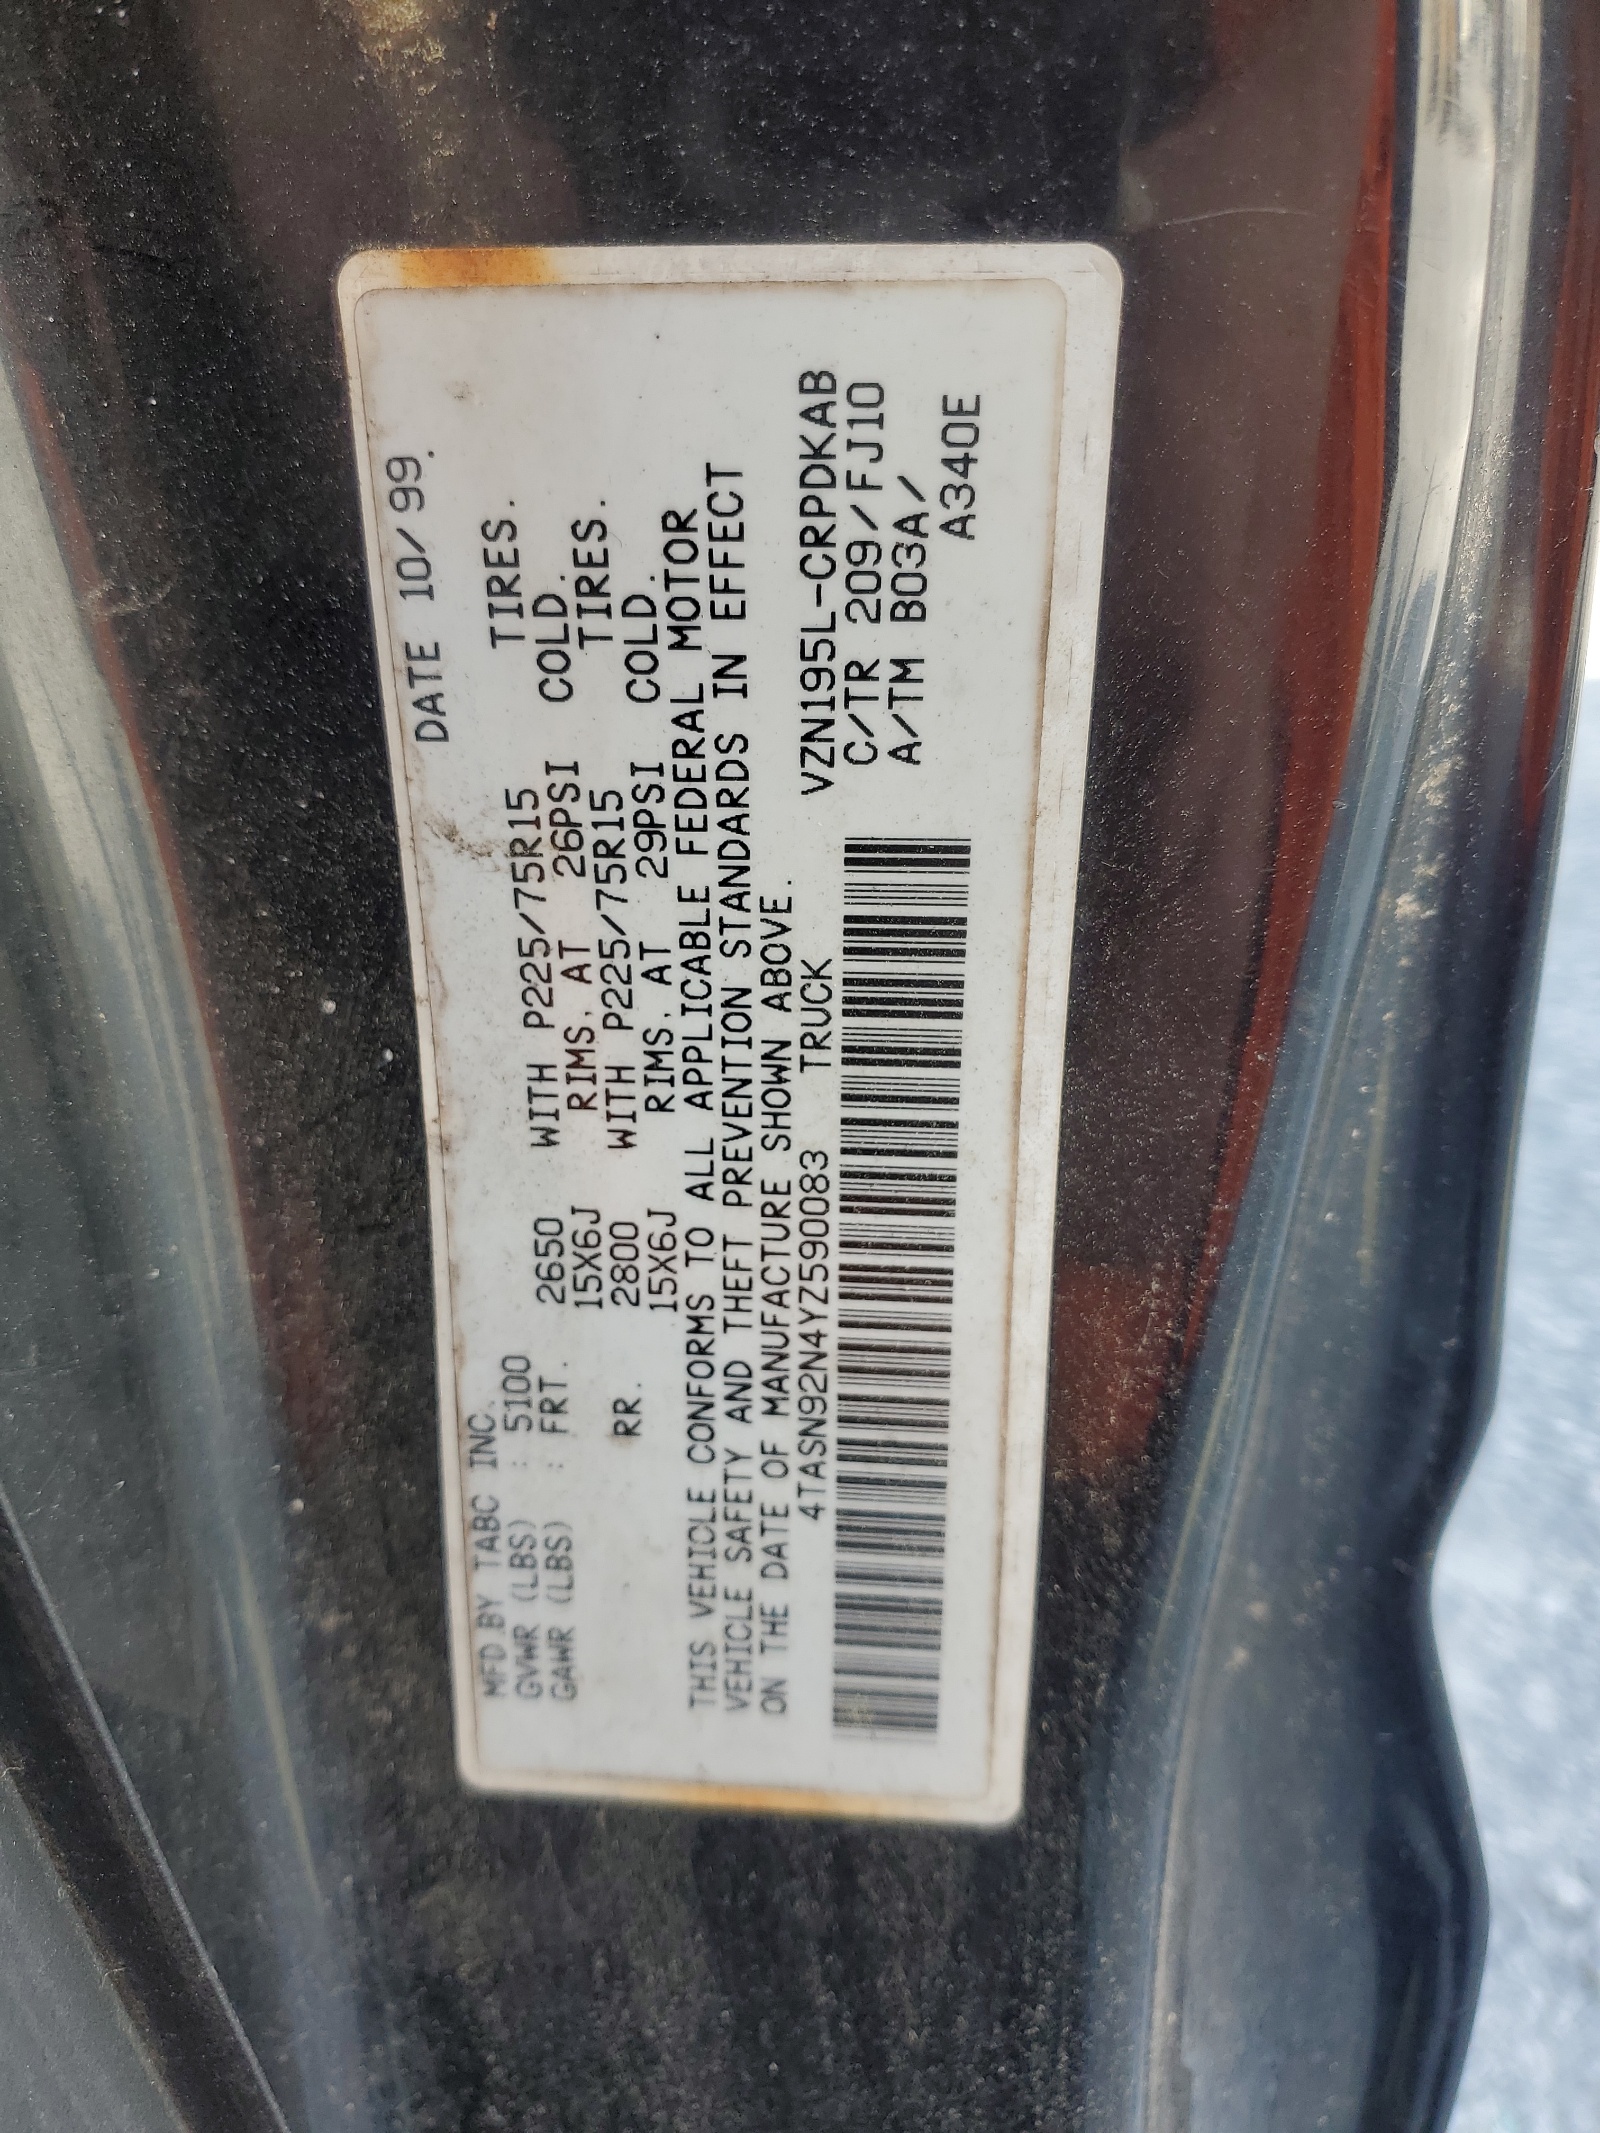 DATE 10/99.
MFD.BY TABC INC.
GVWR (LBS) : 5100
GAWR (LBS) : FRT. 2650 WITH P225/75R15 TIRES.
15X6J RIMS. AT 26PSI COLD.
RR. 2800 WITH P225/75R15 TIRES.
15X6J RIMS. AT 29PSI COLD.
THIS VEHICLE CONFORMS TO ALL APPLICABLE FEDERAL MOTOR
VEHICLE SAFETY AND THEFT PREVENTION STANDARDS IN EFFECT
ON THE DATE OF MANUFACTURE SHOWN ABOVE.
4TASN92N4YZ590083 TRUCK
VZN195L-CRPDKAB
C/TR 209/FJ10
A/TM B03A/
A340E